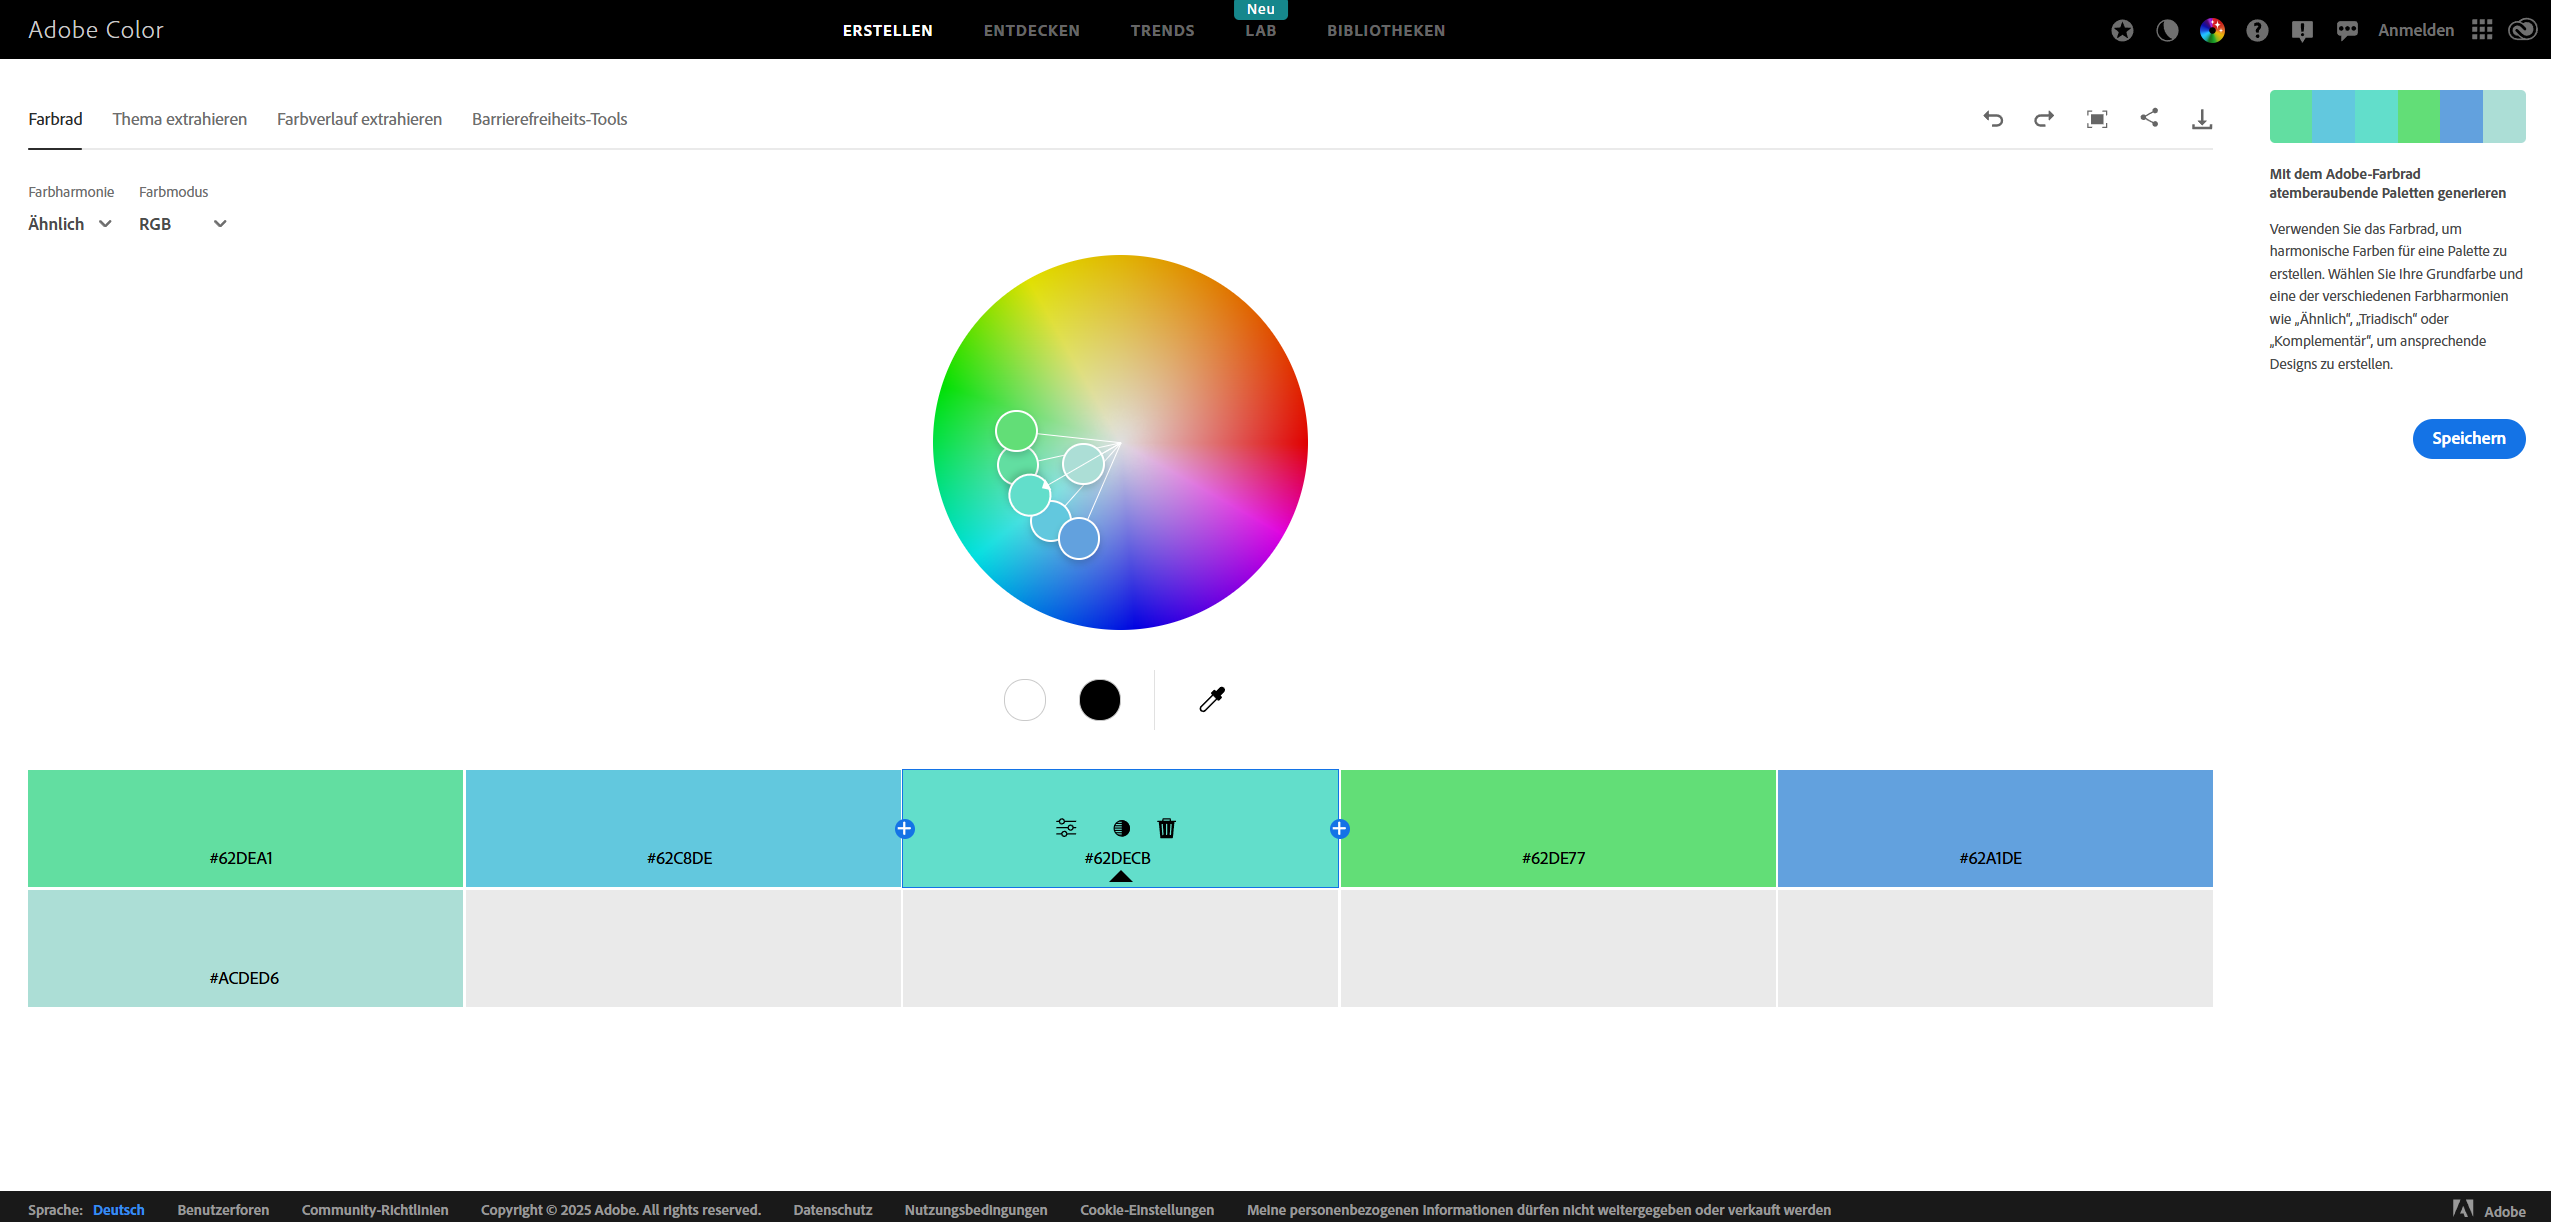 Adobe Color
ERSTELLEN ENTDECKEN TRENDS Neu LAB BIBLIOTHEKEN
Anmelden
Farbrad Thema extrahieren Farbverlauf extrahieren Barrierefreiheits-Tools
Farbharmonie Farbmodus
Ähnlich RGB
Mit dem Adobe-Farbrad
atemberaubende Paletten generieren
Verwenden Sie das Farbrad, um
harmonische Farben für eine Palette zu
erstellen. Wählen Sie Ihre Grundfarbe und
eine der verschiedenen Farbharmonien
wie „Ähnlich“, „Triadisch“ oder
„Komplementär“, um ansprechende
Designs zu erstellen.
Speichern
#62DEA1 #62C8DE #62DECB #62DE77 #62A1DE
#ACDED6
Sprache: Deutsch Benutzerforen Community-Richtlinien Copyright © 2025 Adobe. All rights reserved. Datenschutz Nutzungsbedingungen Cookie-Einstellungen Meine personenbezogenen Informationen dürfen nicht weitergegeben oder verkauft werden Adobe